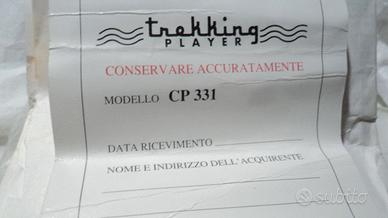 trekking
PLAYER
CONSERVARE ACCURATAMENTE
MODELLO CP 331
DATA RICEVIMENTO
NOME E INDIRIZZO DELL'ACQUIRENTE
subito